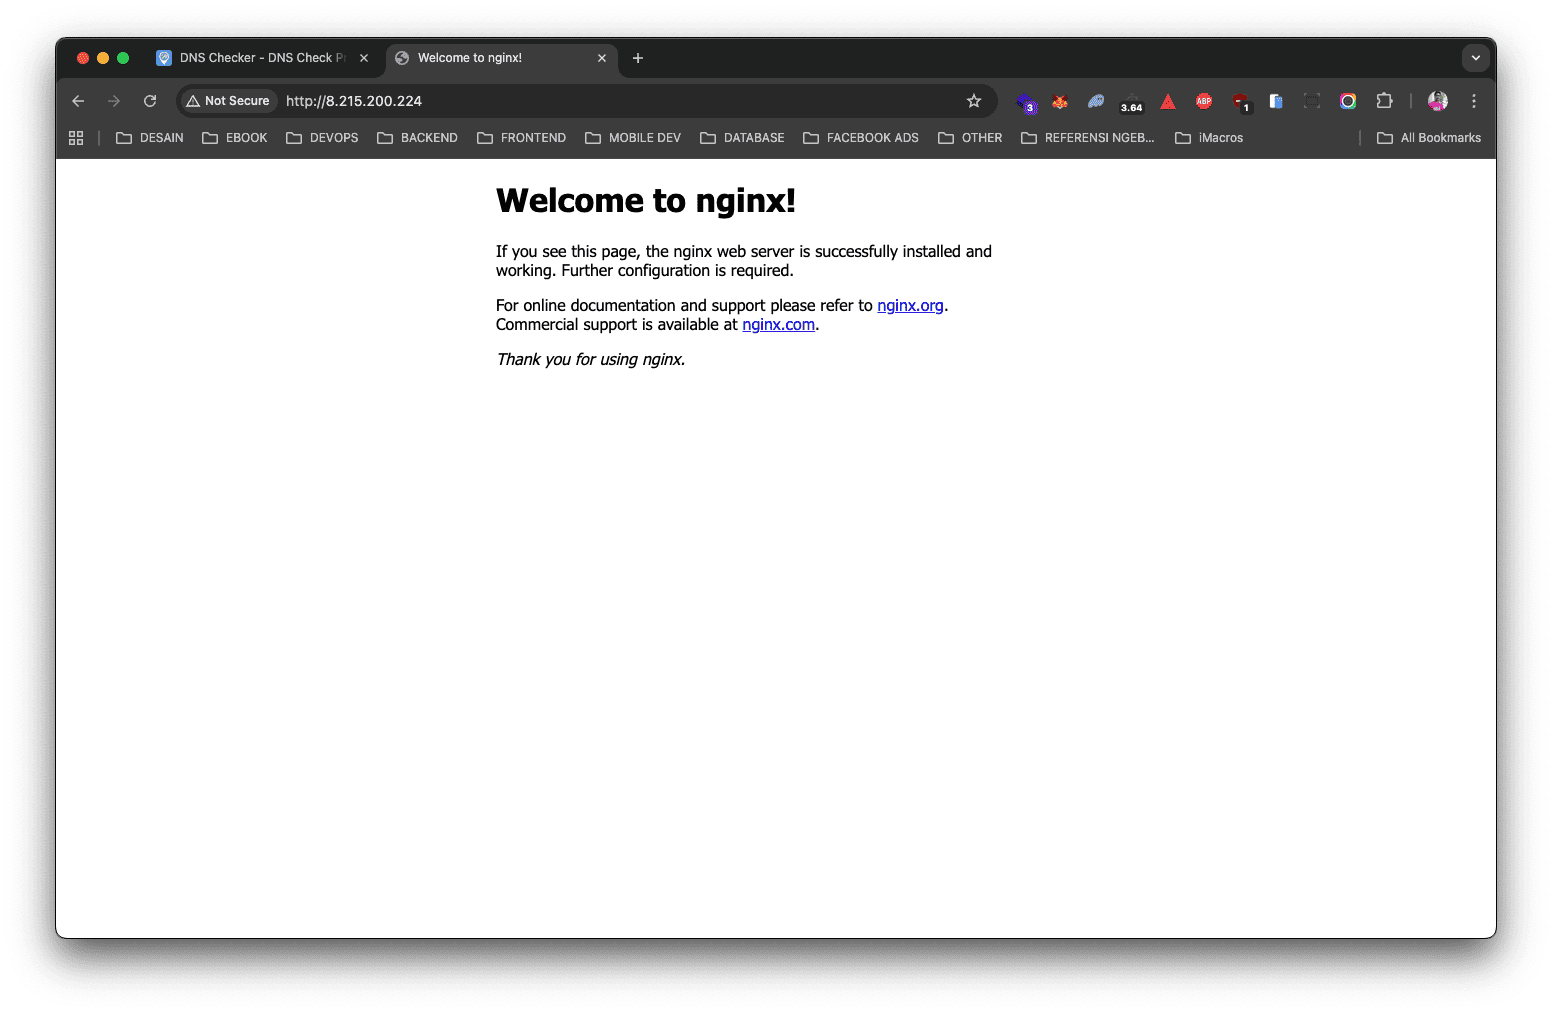 DNS Checker - DNS Check Pr
Welcome to nginx!
Not Secure
http://8.215.200.224
3
3.64
ABP
1
DESAIN
EBOOK
DEVOPS
BACKEND
FRONTEND
MOBILE DEV
DATABASE
FACEBOOK ADS
OTHER
REFERENSI NGEB...
iMacros
All Bookmarks
Welcome to nginx!
If you see this page, the nginx web server is successfully installed and
working. Further configuration is required.
For online documentation and support please refer to nginx.org.
Commercial support is available at nginx.com.
Thank you for using nginx.